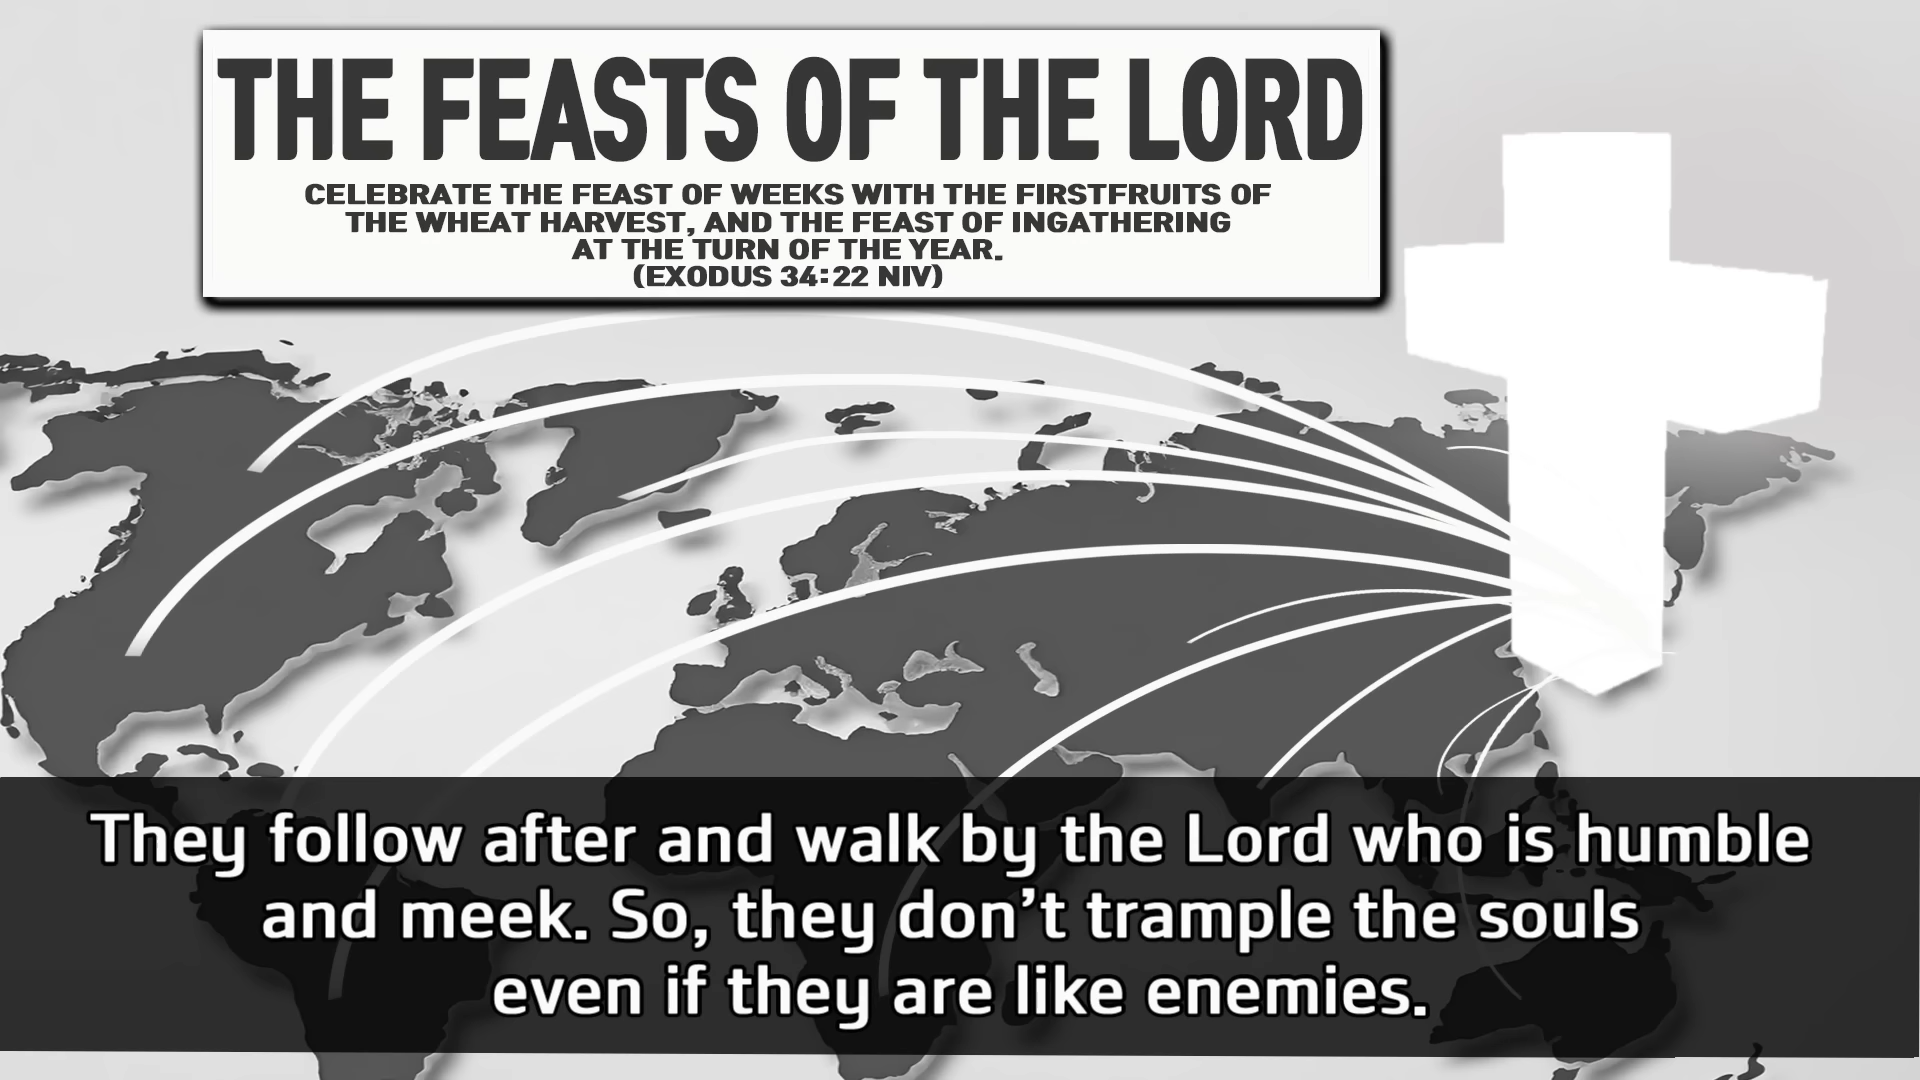 THE FEASTS OF THE LORD
CELEBRATE THE FEAST OF WEEKS WITH THE FIRSTFRUITS OF
THE WHEAT HARVEST, AND THE FEAST OF INGATHERING
AT THE TURN OF THE YEAR.
(EXODUS 34:22 NIV)
They follow after and walk by the Lord who is humble
and meek. So, they don’t trample the souls
even if they are like enemies.